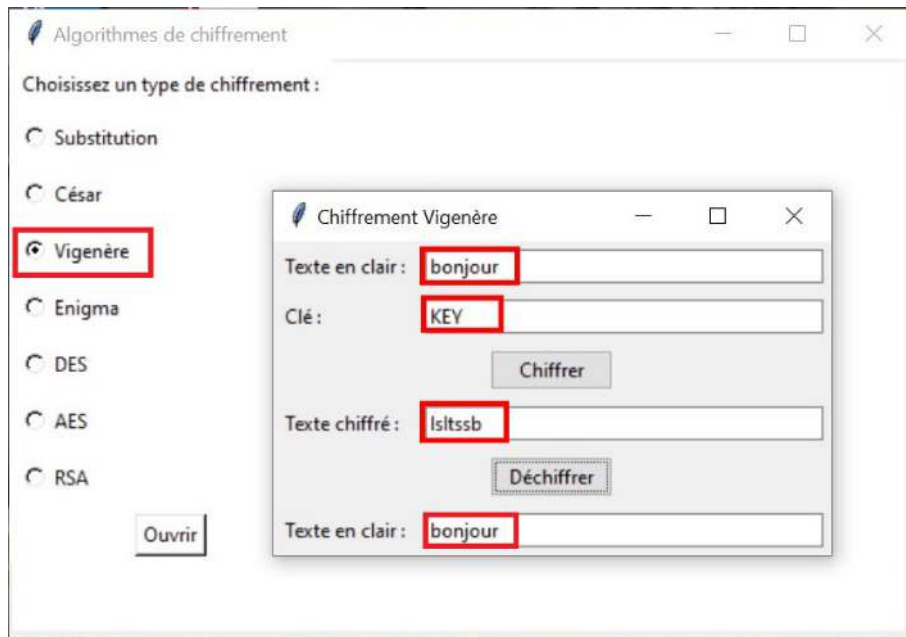 Algorithmes de chiffrement
Choisissez un type de chiffrement :
Substitution
César
Vigenère
Enigma
DES
AES
RSA
Ouvrir
Chiffrement Vigenère
Texte en clair : bonjour
Clé : KEY
Chiffrer
Texte chiffré : lsltssb
Déchiffrer
Texte en clair : bonjour